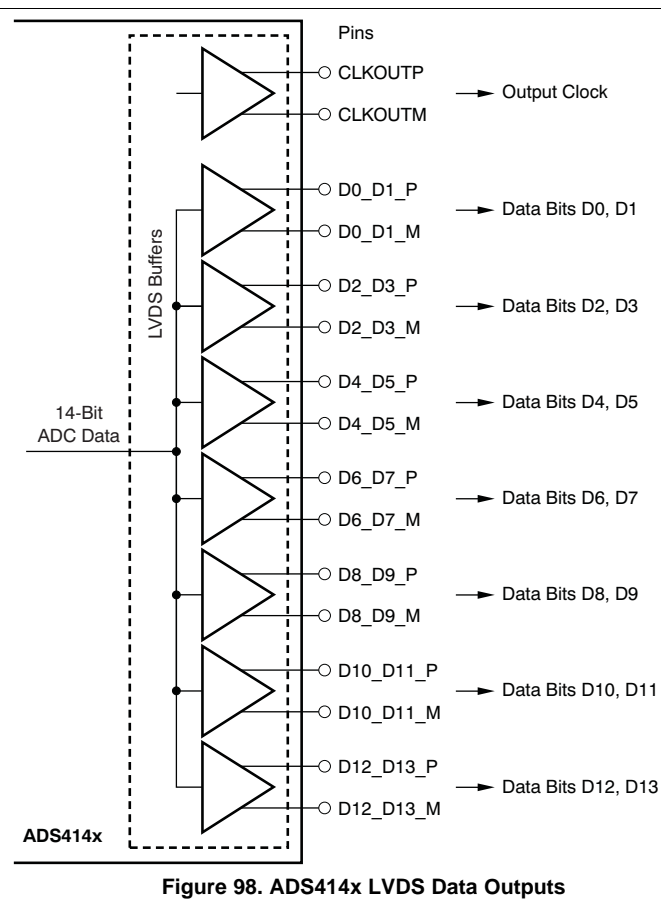 Pins
CLKOUTP
CLKOUTM
Output Clock
LVDS Buffers
D0_D1_P
D0_D1_M
Data Bits D0, D1
D2_D3_P
D2_D3_M
Data Bits D2, D3
D4_D5_P
D4_D5_M
Data Bits D4, D5
14-Bit
ADC Data
D6_D7_P
D6_D7_M
Data Bits D6, D7
D8_D9_P
D8_D9_M
Data Bits D8, D9
D10_D11_P
D10_D11_M
Data Bits D10, D11
D12_D13_P
D12_D13_M
Data Bits D12, D13
ADS414x
Figure 98. ADS414x LVDS Data Outputs